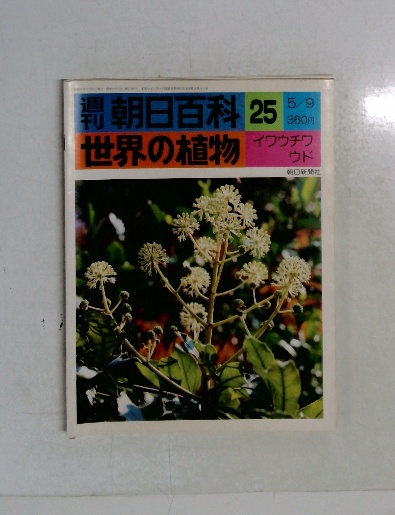 週刊 朝日百科 25 5/9
360円
世界の植物 イワウチワ
ウド
朝日新聞社